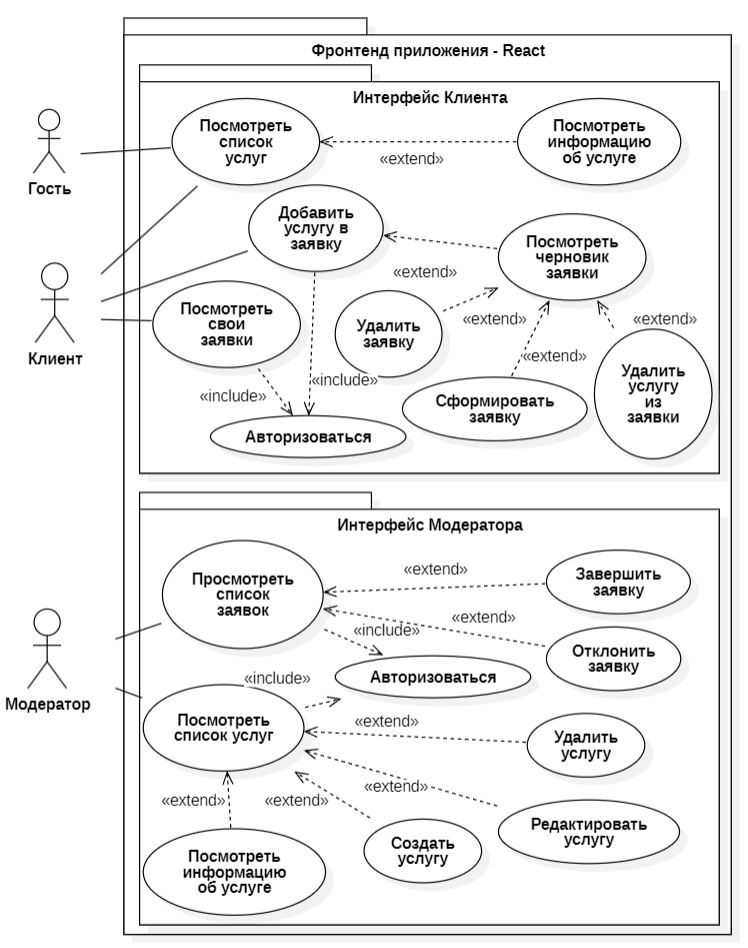 Фронтенд приложения - React
Интерфейс Клиента
Посмотреть
список
услуг
«extend»
Посмотреть
информацию
об услуге
Гость
Добавить
услугу в
заявку
«extend»
Посмотреть
черновик
заявки
Клиент
Посмотреть
свои
заявки
Удалить
заявку
«extend»
«extend»
«extend»
«include»
«include»
Удалить
услугу
из
заявки
Сформировать
заявку
Авторизоваться
Интерфейс Модератора
Просмотреть
список
заявок
«extend»
Завершить
заявку
«extend»
«include»
Отклонить
заявку
Модератор
«include»
Авторизоваться
Посмотреть
список услуг
«extend»
Удалить
услугу
«extend»
«extend»
«extend»
Редактировать
услугу
Создать
услугу
Посмотреть
информацию
об услуге